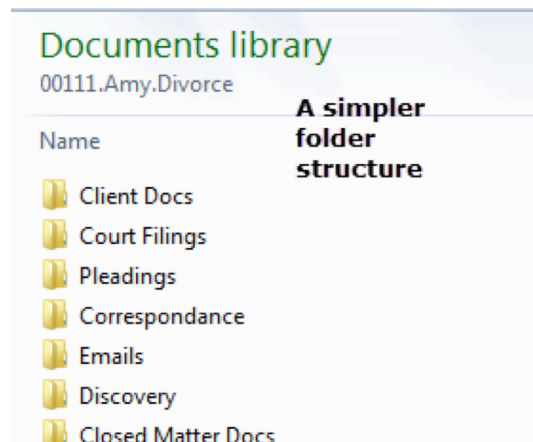 Documents library
00111.Amy.Divorce
A simpler
folder
structure
Name
Client Docs
Court Filings
Pleadings
Correspondance
Emails
Discovery
Closed Matter Docs